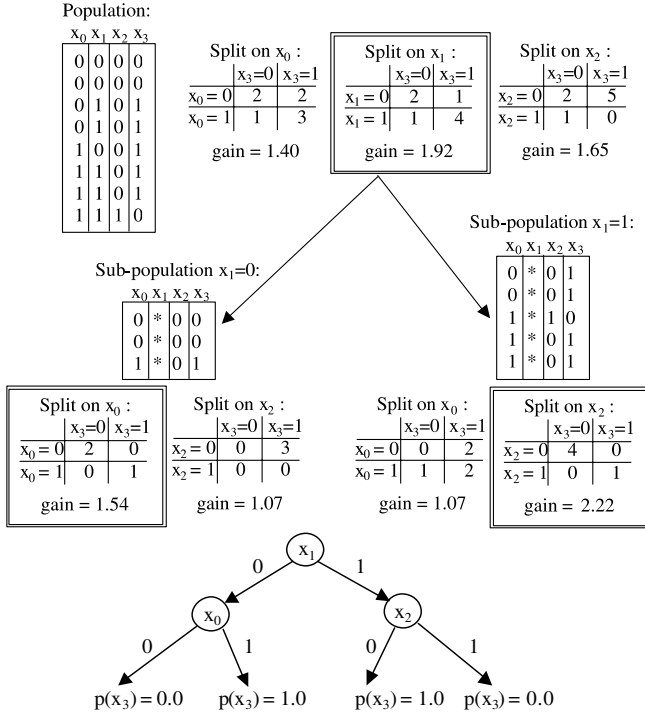 Population:
x₀ x₁ x₂ x₃
0 0 0 0
0 0 0 0
0 1 0 1
0 1 0 1
1 0 0 1
1 1 0 1
1 1 0 1
1 1 1 0
Split on x₀ :
x₃=0 x₃=1
x₀ = 0 2 2
x₀ = 1 1 3
gain = 1.40
Split on x₁ :
x₃=0 x₃=1
x₁ = 0 2 1
x₁ = 1 1 4
gain = 1.92
Split on x₂ :
x₃=0 x₃=1
x₂ = 0 2 5
x₂ = 1 1 0
gain = 1.65
Sub-population x₁=0:
x₀ x₁ x₂ x₃
0 * 0 0
0 * 0 0
1 * 0 1
Sub-population x₁=1:
x₀ x₁ x₂ x₃
0 * 0 1
0 * 0 1
1 * 1 0
1 * 0 1
1 * 0 1
Split on x₀ :
x₃=0 x₃=1
x₀ = 0 2 0
x₀ = 1 0 1
gain = 1.54
Split on x₂ :
x₃=0 x₃=1
x₂ = 0 0 3
x₂ = 1 0 0
gain = 1.07
Split on x₀ :
x₃=0 x₃=1
x₀ = 0 0 2
x₀ = 1 1 2
gain = 1.07
Split on x₂ :
x₃=0 x₃=1
x₂ = 0 4 0
x₂ = 1 0 1
gain = 2.22
x₁
0 1
x₀ x₂
0 1 0 1
p(x₃) = 0.0 p(x₃) = 1.0 p(x₃) = 1.0 p(x₃) = 0.0